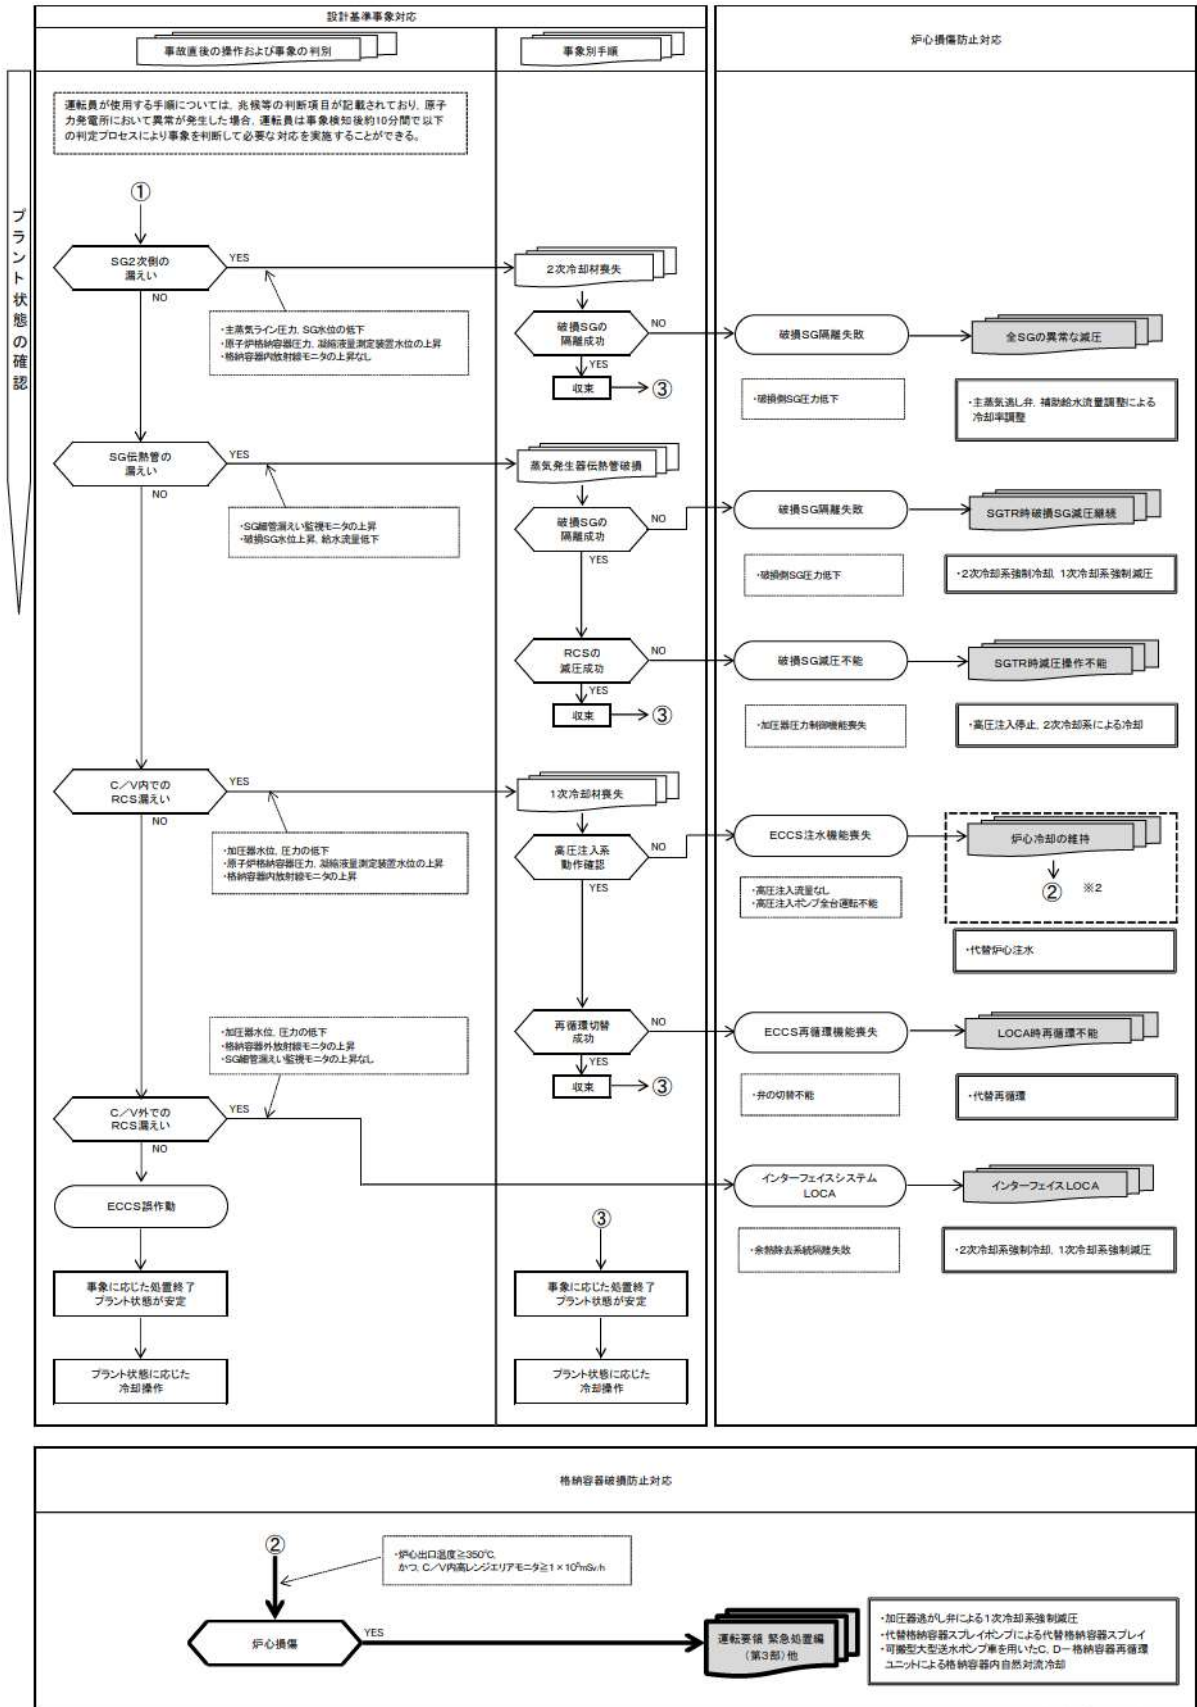 設計基準事象対応
事故直後の操作および事象の判別
事象別手順
炉心損傷防止対応
プラント状態の確認
運転員が使用する手順については、兆候等の判断項目が記載されており、原子
力発電所において異常が発生した場合、運転員は事象検知後約10分間で以下
の判定プロセスにより事象を判断して必要な対応を実施することができる。
①
SG2次側の
漏えい
YES
NO
・主蒸気ライン圧力、SG水位の低下
・原子炉格納容器圧力、凝縮液量測定装置水位の上昇
・格納容器内放射線モニタの上昇なし
2次冷却材喪失
破損SGの
隔離成功
NO
YES
収束
③
破損SG隔離失敗
全SGの異常な減圧
・破損側SG圧力低下
・主蒸気逃し弁、補助給水流量調整による
冷却率調整
SG伝熱管の
漏えい
YES
NO
・SG細管漏えい監視モニタの上昇
・破損SG水位上昇、給水流量低下
蒸気発生器伝熱管破損
破損SGの
隔離成功
NO
YES
破損SG隔離失敗
SGTR時破損SG減圧継続
・破損側SG圧力低下
・2次冷却系強制冷却、1次冷却系強制減圧
RCSの
減圧成功
NO
YES
収束
③
破損SG減圧不能
SGTR時減圧操作不能
・加圧器圧力制御機能喪失
・高圧注入停止、2次冷却系による冷却
C/V内での
RCS漏えい
YES
NO
・加圧器水位、圧力の低下
・原子炉格納容器圧力、凝縮液量測定装置水位の上昇
・格納容器内放射線モニタの上昇
1次冷却材喪失
高圧注入系
動作確認
NO
YES
ECCS注水機能喪失
炉心冷却の維持
② ※2
・高圧注入流量なし
・高圧注入ポンプ全台運転不能
・代替炉心注水
・加圧器水位、圧力の低下
・格納容器外放射線モニタの上昇
・SG細管漏えい監視モニタの上昇なし
再循環切替
成功
NO
YES
収束
③
ECCS再循環機能喪失
LOCA時再循環不能
・弁の切替不能
・代替再循環
C/V外での
RCS漏えい
YES
NO
インターフェイスシステム
LOCA
インターフェイスLOCA
・余熱除去系統隔離失敗
・2次冷却系強制冷却、1次冷却系強制減圧
ECCS誤作動
事象に応じた処置終了
プラント状態が安定
プラント状態に応じた
冷却操作
③
事象に応じた処置終了
プラント状態が安定
プラント状態に応じた
冷却操作
格納容器破損防止対応
②
・炉心出口温度≧350℃、
かつ、C/V内高レンジエリアモニタ≧1×10⁵mSv/h
炉心損傷
YES
運転要領 緊急処置編
(第3部)他
・加圧器逃がし弁による1次冷却系強制減圧
・代替格納容器スプレイポンプによる代替格納容器スプレイ
・可搬型大型送水ポンプ車を用いたC、D-格納容器再循環
ユニットによる格納容器内自然対流冷却